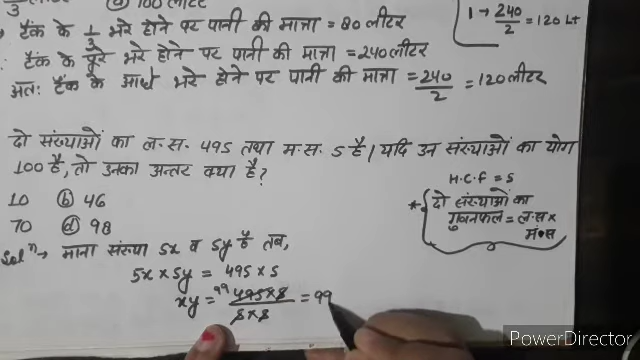 (d) 100 लीटर
टैंक के 1/3 भरे होने पर पानी की मात्रा = 80 लीटर
∴ टैंक के पूरे भरे होने पर पानी की मात्रा = 240 लीटर
अतः टैंक के आधे भरे होने पर पानी की मात्रा = 240/2 = 120 लीटर
1 → 240/2 = 120 Lt
दो संख्याओं का ल॰स॰ 495 तथा म॰स॰ 5 है। यदि उन संख्याओं का योग
100 है, तो उनका अन्तर क्या है?
10 (b) 46
70 (d) 98
H.C.F = 5
* दो संख्याओं का
गुणनफल = ल॰स × म॰स
Solⁿ → माना संख्या 5x व 5y है तब,
5x × 5y = 495 × 5
xy = 99 495×5/5×5 = 99
PowerDirector